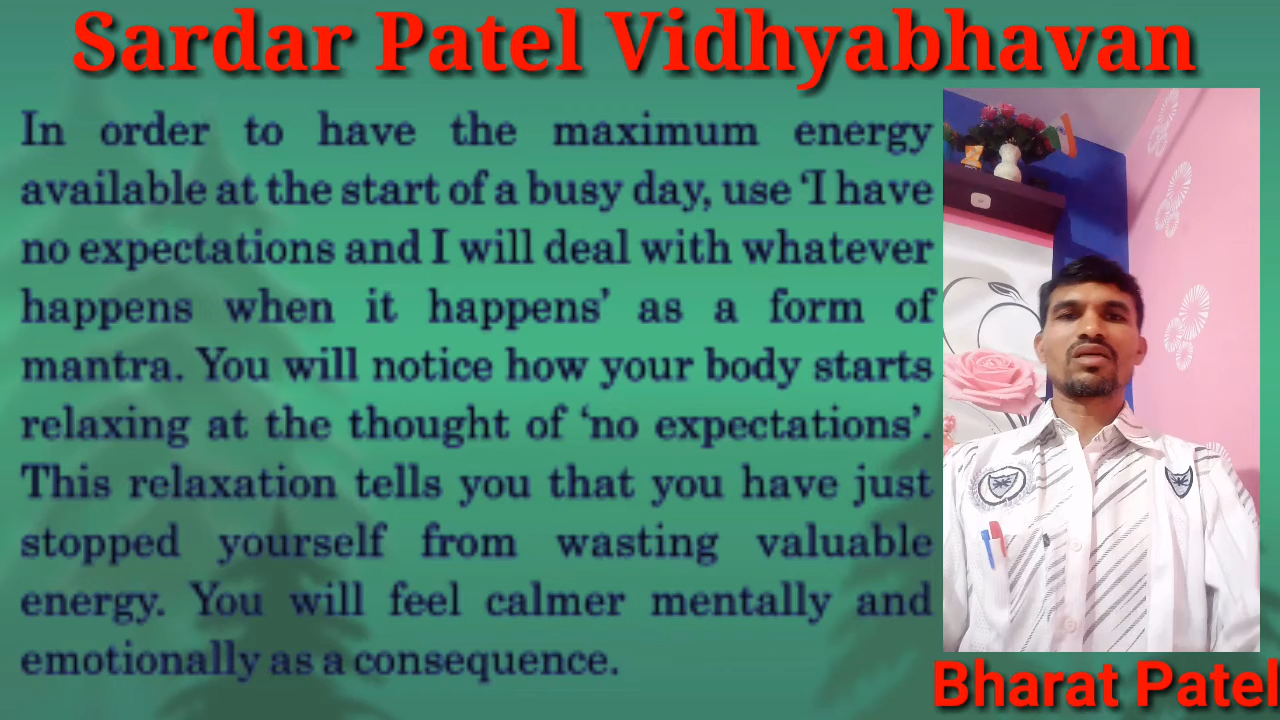 Sardar Patel Vidhyabhavan
In order to have the maximum energy
available at the start of a busy day, use ‘I have
no expectations and I will deal with whatever
happens when it happens’ as a form of
mantra. You will notice how your body starts
relaxing at the thought of ‘no expectations’.
This relaxation tells you that you have just
stopped yourself from wasting valuable
energy. You will feel calmer mentally and
emotionally as a consequence.
Bharat Patel